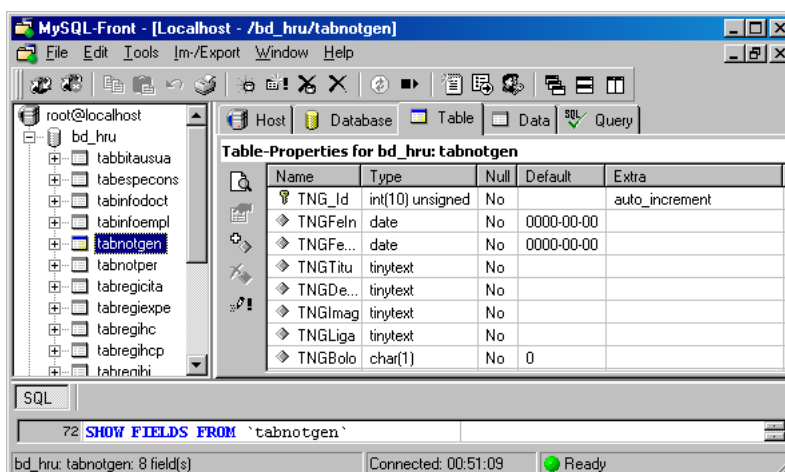 MySQL-Front - [Localhost - /bd_hru/tabnotgen]
File Edit Tools Im-/Export Window Help
root@localhost
bd_hru
tabbitausua
tabespecons
tabinfodoct
tabinfoempl
tabnotgen
tabnotper
tabregicita
tabregiexpe
tabregihc
tabregihcp
tabregihi
Host Database Table Data SQL Query
Table-Properties for bd_hru: tabnotgen
Name Type Null Default Extra
TNG_Id int(10) unsigned No auto_increment
TNGFeIn date No 0000-00-00
TNGFe... date No 0000-00-00
TNGTitu tinytext No
TNGDe... tinytext No
TNGImag tinytext No
TNGLiga tinytext No
TNGBolo char(1) No 0
SQL
72 SHOW FIELDS FROM `tabnotgen`
bd_hru: tabnotgen: 8 field(s) Connected: 00:51:09 Ready